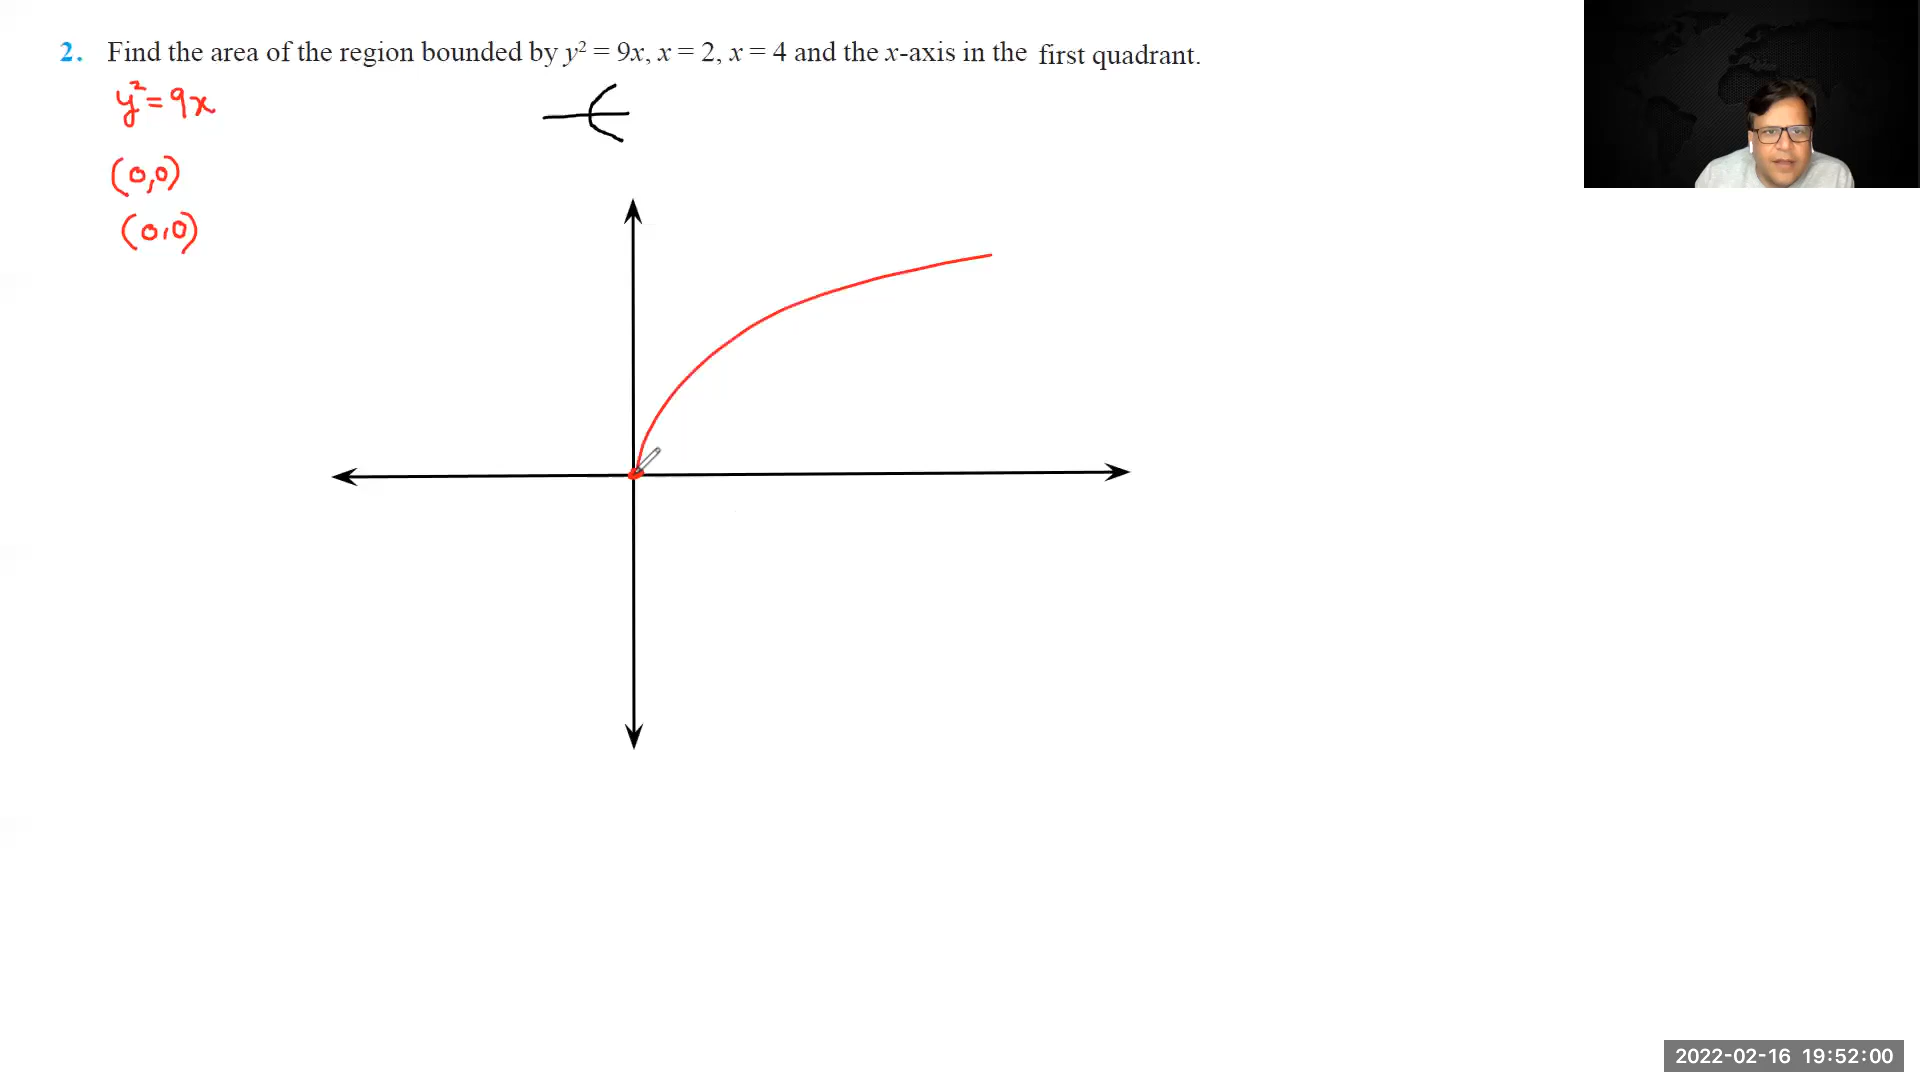 2. Find the area of the region bounded by y² = 9x, x = 2, x = 4 and the x-axis in the first quadrant.
y² = 9x
(0,0)
(0,0)
2022-02-16 19:52:00